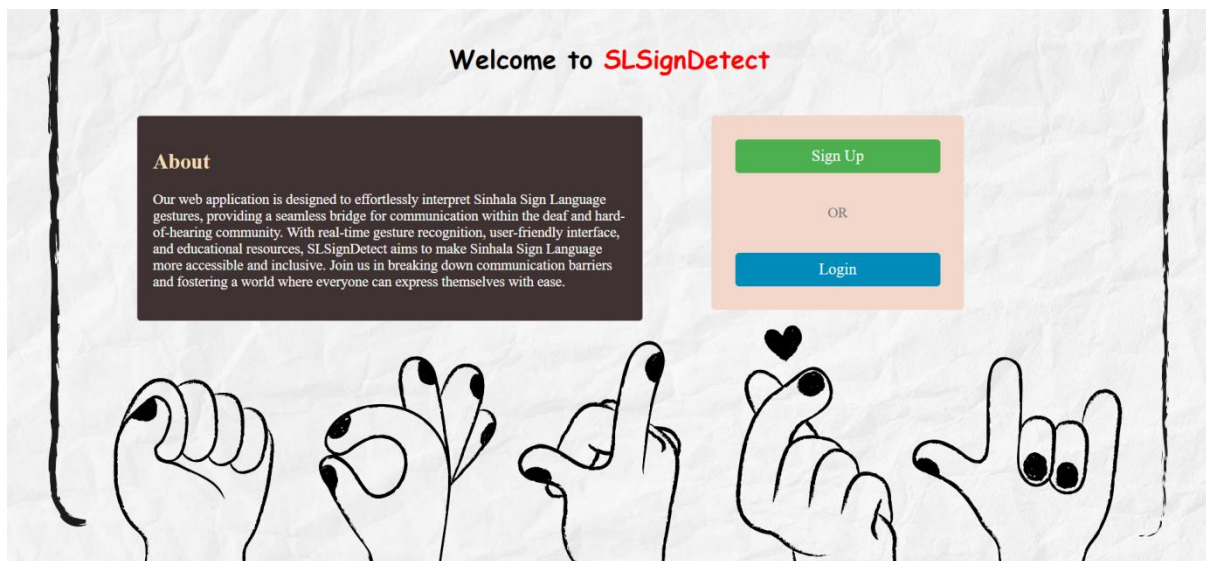 Welcome to SLSignDetect
About
Our web application is designed to effortlessly interpret Sinhala Sign Language
gestures, providing a seamless bridge for communication within the deaf and hard-
of-hearing community. With real-time gesture recognition, user-friendly interface,
and educational resources, SLSignDetect aims to make Sinhala Sign Language
more accessible and inclusive. Join us in breaking down communication barriers
and fostering a world where everyone can express themselves with ease.
Sign Up
OR
Login